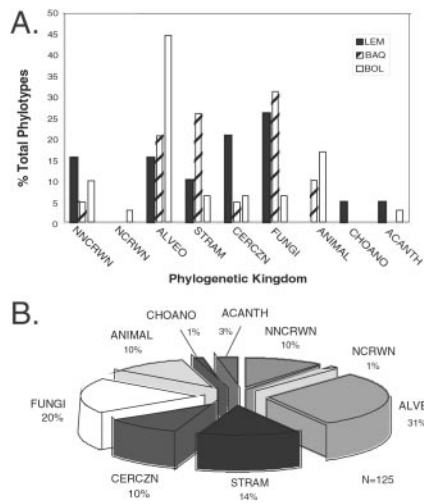 A.
% Total Phylotypes
50
45
40
35
30
25
20
15
10
5
0
LEM
BAQ
BOL
NNCRWN
NCRWN
ALVEO
STRAM
CERCZN
FUNGI
ANIMAL
CHOANO
ACANTH
Phylogenetic Kingdom
B.
CHOANO
1%
ACANTH
3%
NNCRWN
10%
NCRWN
1%
ALVE
31%
STRAM
14%
CERCZN
10%
FUNGI
20%
ANIMAL
10%
N=125